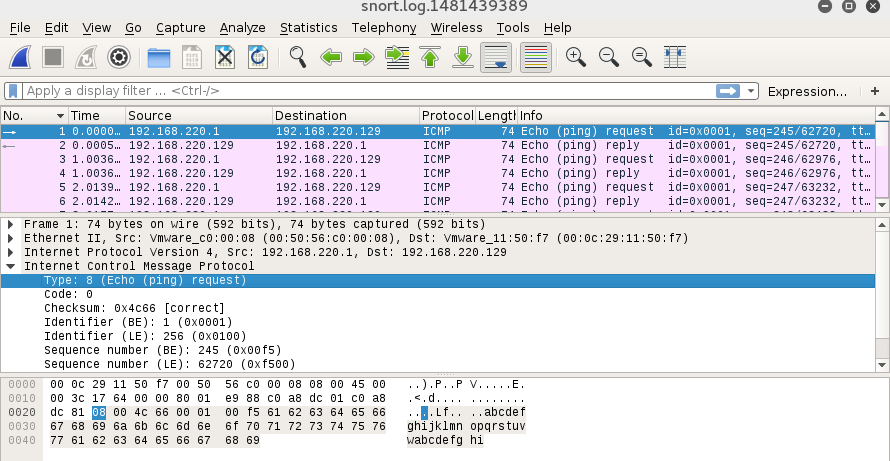 snort.log.1481439389
File Edit View Go Capture Analyze Statistics Telephony Wireless Tools Help
Apply a display filter ... <Ctrl-/> Expression... +
No. Time Source Destination Protocol Length Info
1 0.0000… 192.168.220.1 192.168.220.129 ICMP 74 Echo (ping) request id=0x0001, seq=245/62720, tt…
2 0.0005… 192.168.220.129 192.168.220.1 ICMP 74 Echo (ping) reply id=0x0001, seq=245/62720, tt…
3 1.0036… 192.168.220.1 192.168.220.129 ICMP 74 Echo (ping) request id=0x0001, seq=246/62976, tt…
4 1.0036… 192.168.220.129 192.168.220.1 ICMP 74 Echo (ping) reply id=0x0001, seq=246/62976, tt…
5 2.0139… 192.168.220.1 192.168.220.129 ICMP 74 Echo (ping) request id=0x0001, seq=247/63232, tt…
6 2.0142… 192.168.220.129 192.168.220.1 ICMP 74 Echo (ping) reply id=0x0001, seq=247/63232, tt…
Frame 1: 74 bytes on wire (592 bits), 74 bytes captured (592 bits)
Ethernet II, Src: Vmware_c0:00:08 (00:50:56:c0:00:08), Dst: Vmware_11:50:f7 (00:0c:29:11:50:f7)
Internet Protocol Version 4, Src: 192.168.220.1, Dst: 192.168.220.129
Internet Control Message Protocol
Type: 8 (Echo (ping) request)
Code: 0
Checksum: 0x4c66 [correct]
Identifier (BE): 1 (0x0001)
Identifier (LE): 256 (0x0100)
Sequence number (BE): 245 (0x00f5)
Sequence number (LE): 62720 (0xf500)
0000 00 0c 29 11 50 f7 00 50 56 c0 00 08 08 00 45 00 ..).P..P V.....E.
0010 00 3c 17 64 00 00 80 01 e9 88 c0 a8 dc 01 c0 a8 .<.d.... ........
0020 dc 81 08 00 4c 66 00 01 00 f5 61 62 63 64 65 66 ....Lf.. ..abcdef
0030 67 68 69 6a 6b 6c 6d 6e 6f 70 71 72 73 74 75 76 ghijklmn opqrstuv
0040 77 61 62 63 64 65 66 67 68 69 wabcdefg hi